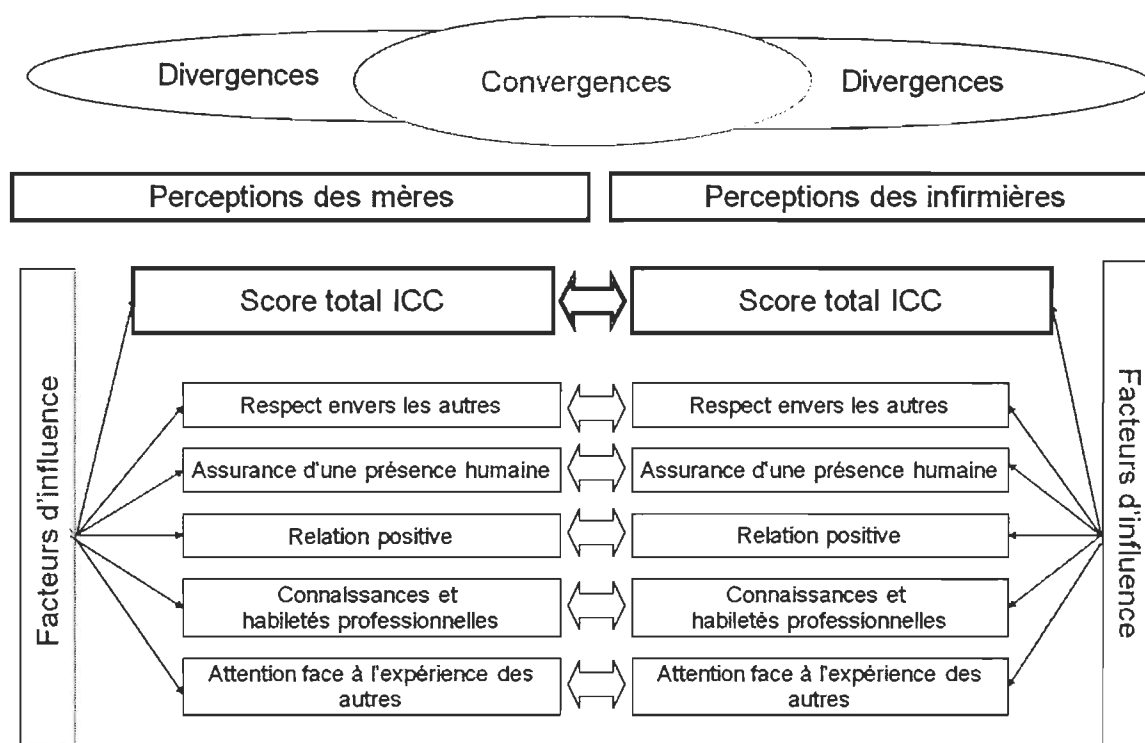 Divergences
Convergences
Divergences
Perceptions des mères
Perceptions des infirmières
Facteurs d'influence
Score total ICC
Score total ICC
Respect envers les autres
Respect envers les autres
Assurance d'une présence humaine
Assurance d'une présence humaine
Relation positive
Relation positive
Connaissances et
habiletés professionnelles
Connaissances et
habiletés professionnelles
Attention face à l'expérience des
autres
Attention face à l'expérience des
autres
Facteurs d'influence